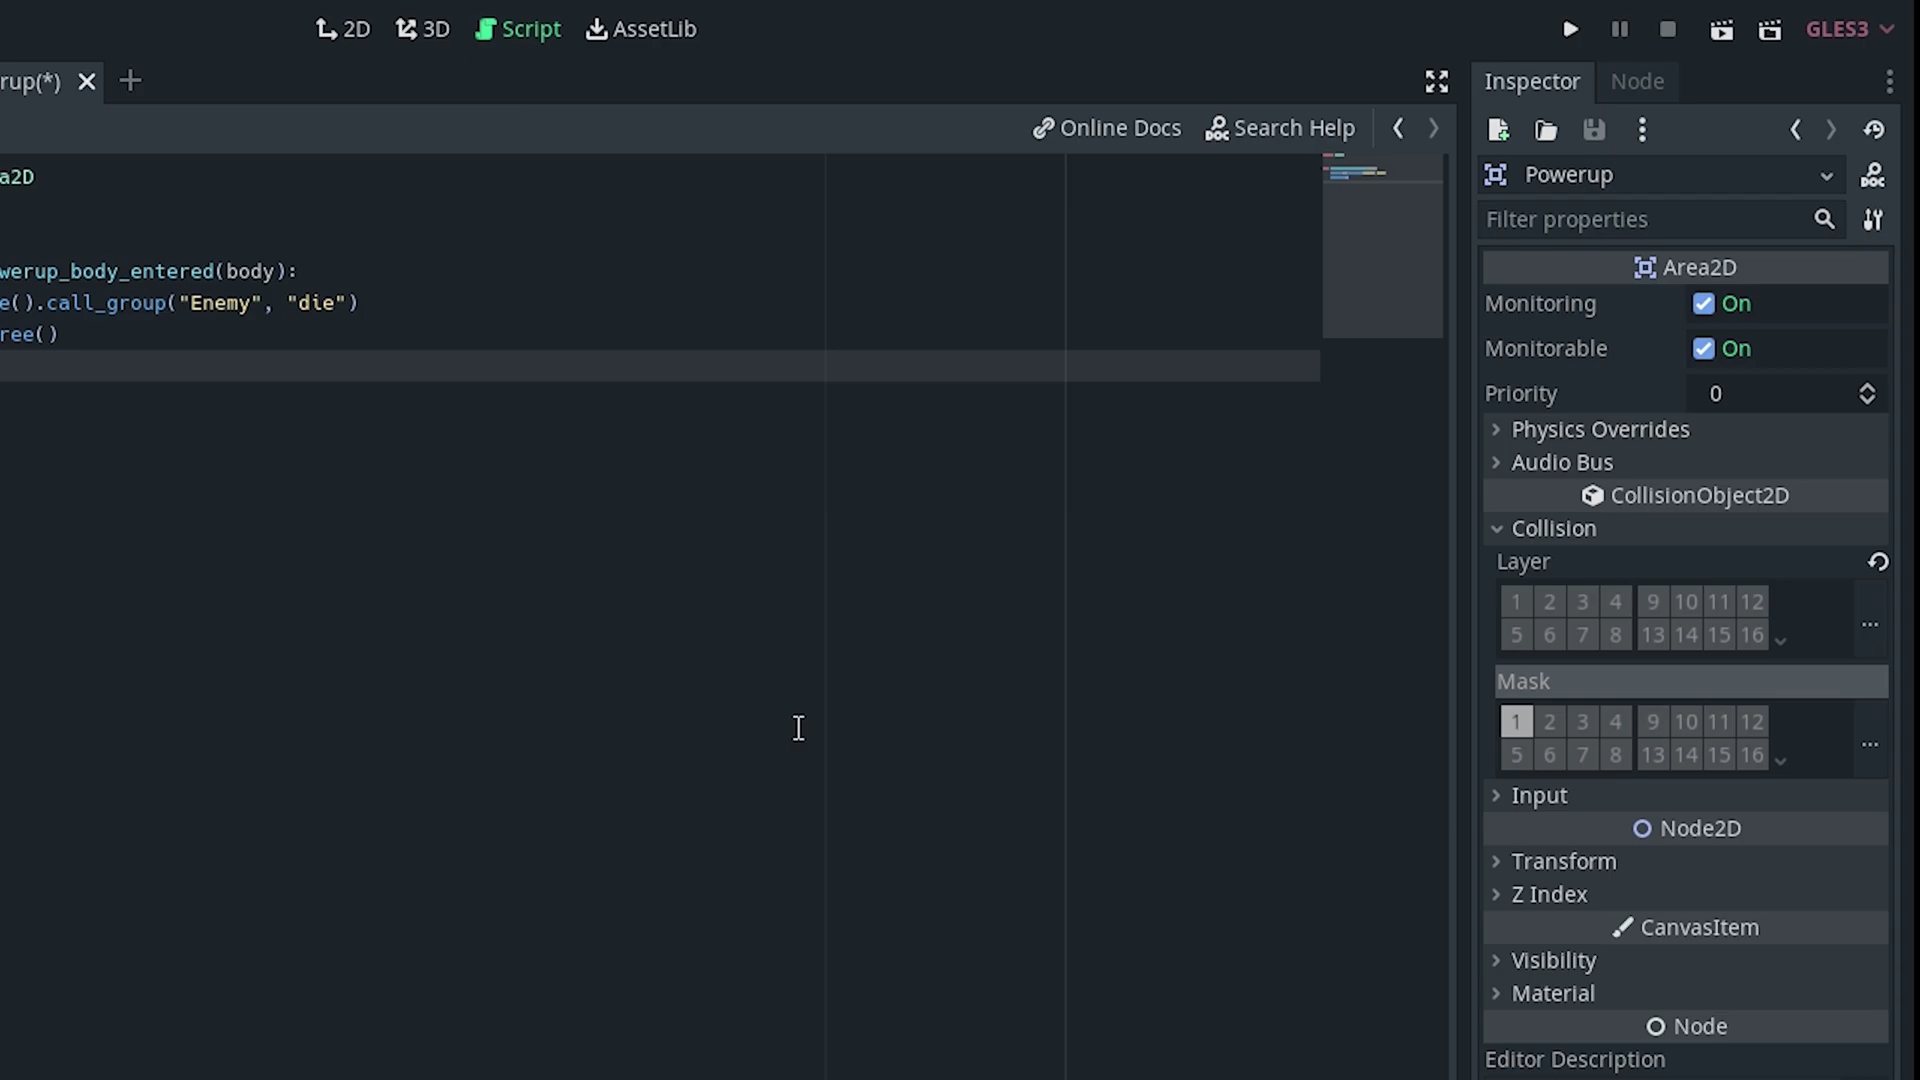 2D 3D Script AssetLib GLES3
rup(*)
Inspector Node
Online Docs Search Help
Powerup
DOC
Filter properties
a2D
werup_body_entered(body):
e().call_group("Enemy", "die")
ree()
Area2D
Monitoring On
Monitorable On
Priority 0
Physics Overrides
Audio Bus
CollisionObject2D
Collision
Layer
1 2 3 4 9 10 11 12
5 6 7 8 13 14 15 16
...
Mask
1 2 3 4 9 10 11 12
5 6 7 8 13 14 15 16
...
Input
Node2D
Transform
Z Index
CanvasItem
Visibility
Material
Node
Editor Description